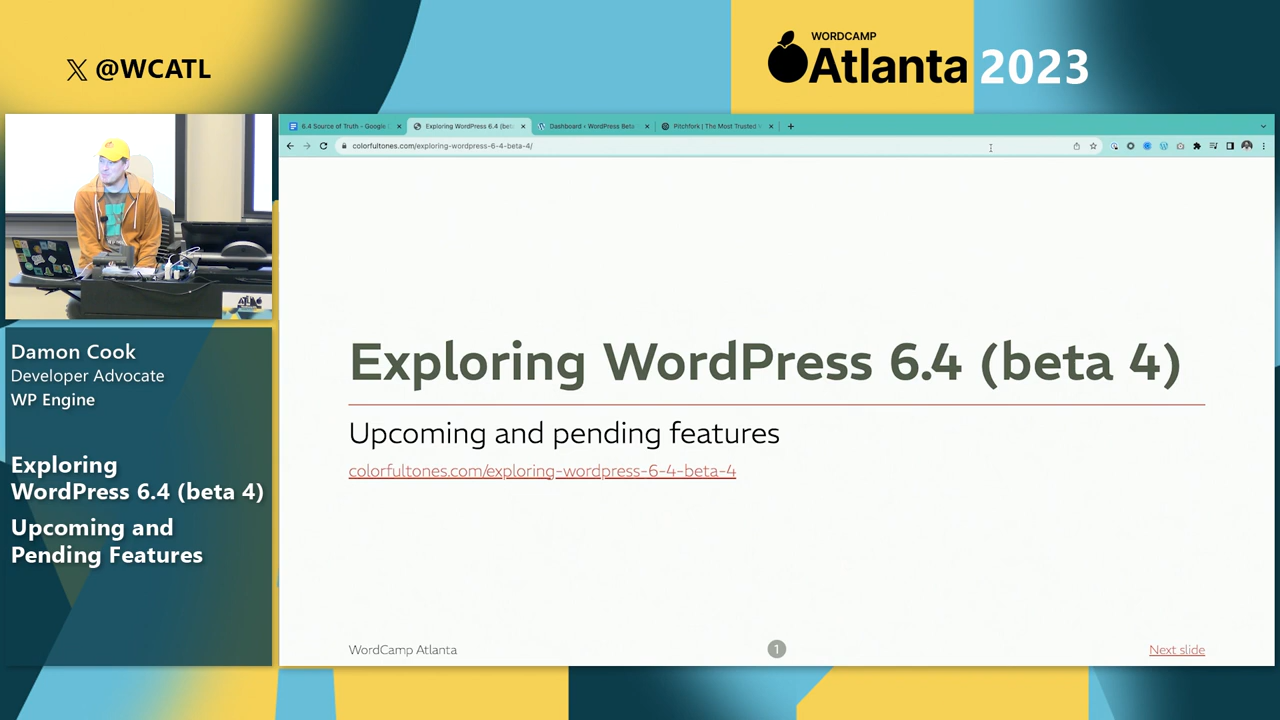 𝕏 @WCATL
WORDCAMP
Atlanta 2023
6.4 Source of Truth - Google
Exploring WordPress 6.4 (beta
Dashboard ‹ WordPress Beta
Pitchfork | The Most Trusted
colorfultones.com/exploring-wordpress-6-4-beta-4/
Damon Cook
Developer Advocate
WP Engine
Exploring
WordPress 6.4 (beta 4)
Upcoming and
Pending Features
Exploring WordPress 6.4 (beta 4)
Upcoming and pending features
colorfultones.com/exploring-wordpress-6-4-beta-4
WordCamp Atlanta
1
Next slide